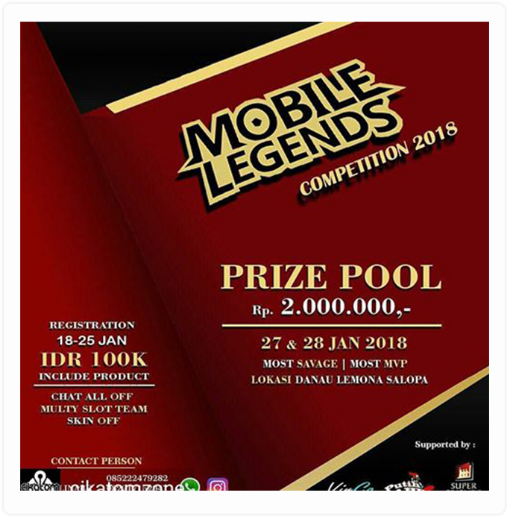 MOBILE
LEGENDS
COMPETITION 2018
PRIZE POOL
Rp. 2.000.000,-
27 & 28 JAN 2018
MOST SAVAGE | MOST MVP
LOKASI DANAU LEMONA SALOPA
REGISTRATION
18-25 JAN
IDR 100K
INCLUDE PRODUCT
CHAT ALL OFF
MULTY SLOT TEAM
SKIN OFF
CONTACT PERSON
085222479282
Supported by :
SUPER